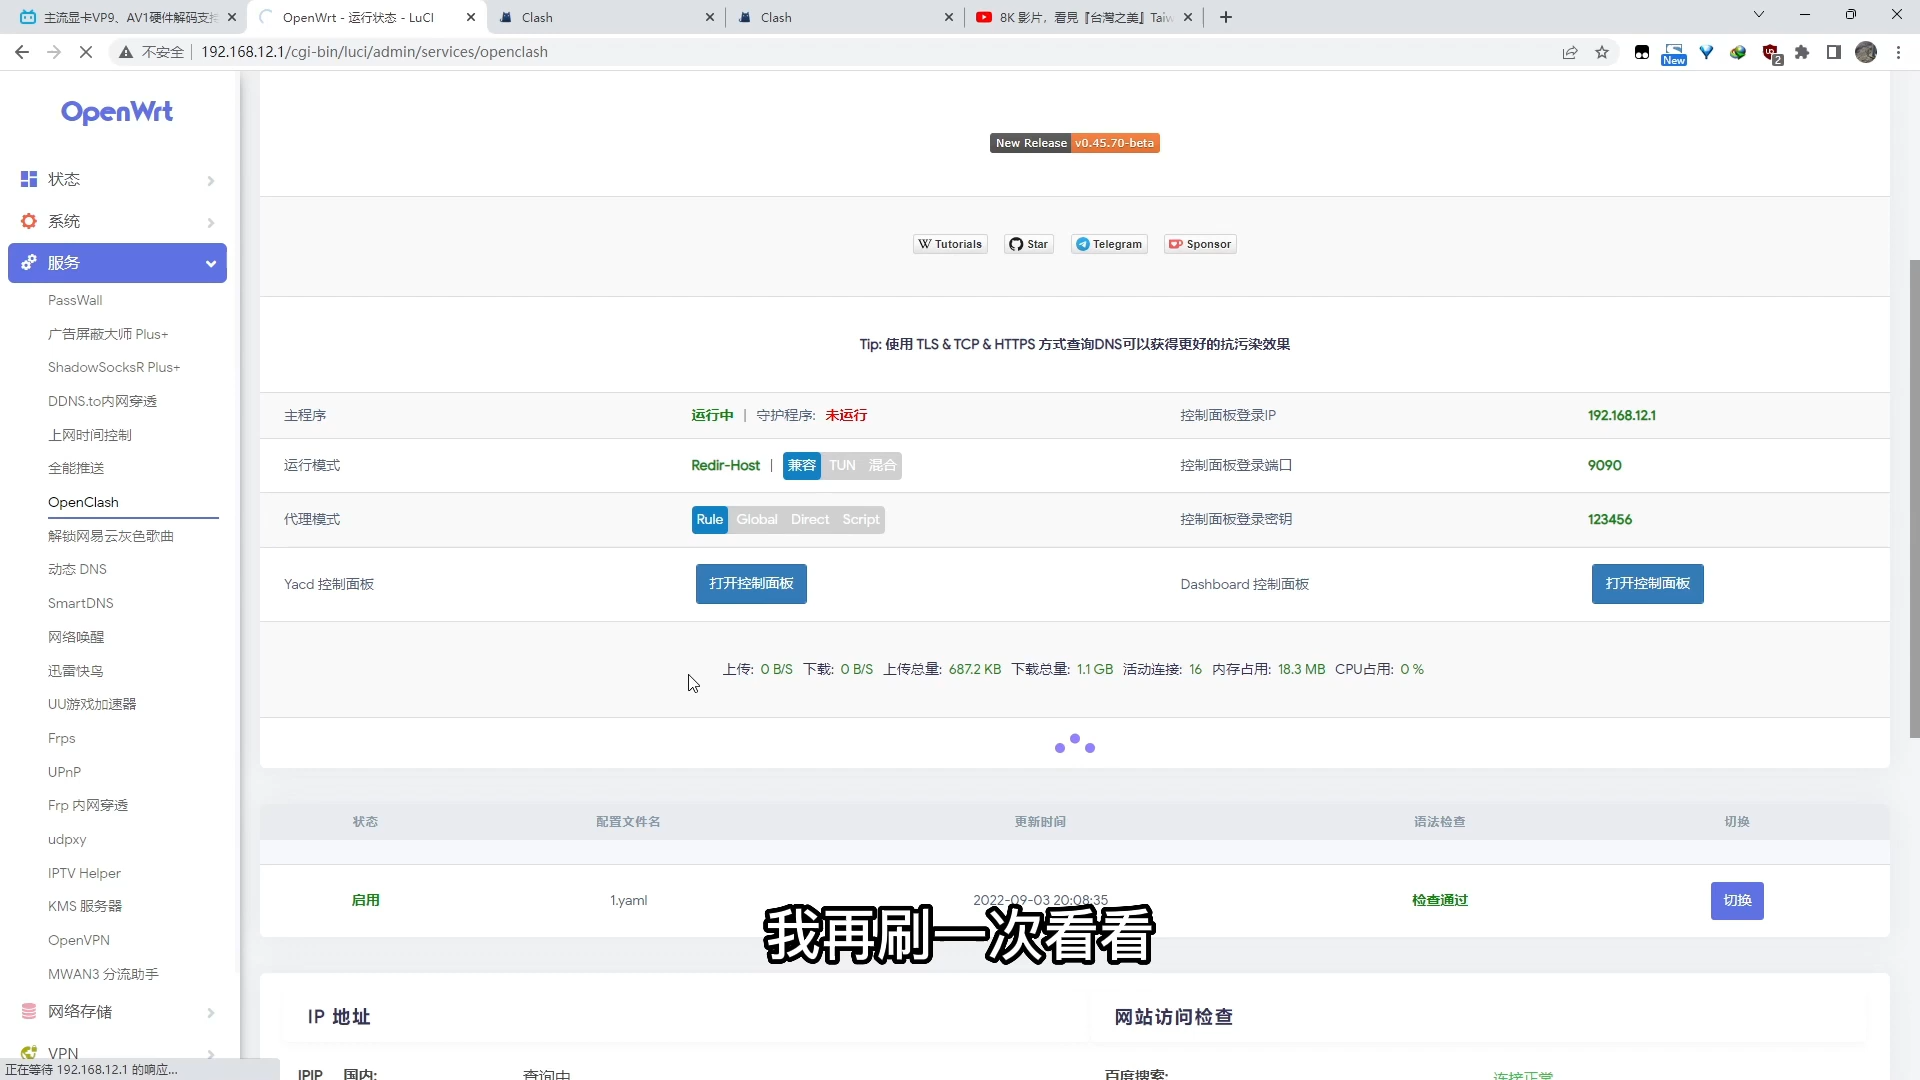 主流显卡VP9、AV1硬件解码支持
OpenWrt - 运行状态 - LuCI
Clash
Clash
8K 影片，看見『台灣之美』Taiw
不安全
192.168.12.1/cgi-bin/luci/admin/services/openclash
New
2
OpenWrt
状态
系统
服务
PassWall
广告屏蔽大师 Plus+
ShadowSocksR Plus+
DDNS.to内网穿透
上网时间控制
全能推送
OpenClash
解锁网易云灰色歌曲
动态 DNS
SmartDNS
网络唤醒
迅雷快鸟
UU游戏加速器
Frps
UPnP
Frp 内网穿透
udpxy
IPTV Helper
KMS 服务器
OpenVPN
MWAN3 分流助手
网络存储
VPN
正在等待 192.168.12.1 的响应...
New Release v0.45.70-beta
Tutorials Star Telegram Sponsor
Tip: 使用 TLS & TCP & HTTPS 方式查询DNS可以获得更好的抗污染效果
主程序 运行中 | 守护程序: 未运行 控制面板登录IP 192.168.12.1
运行模式 Redir-Host | 兼容 TUN 混合 控制面板登录端口 9090
代理模式 Rule Global Direct Script 控制面板登录密钥 123456
Yacd 控制面板 打开控制面板 Dashboard 控制面板 打开控制面板
上传: 0 B/S 下载: 0 B/S 上传总量: 687.2 KB 下载总量: 1.1 GB 活动连接: 16 内存占用: 18.3 MB CPU占用: 0 %
状态 配置文件名 更新时间 语法检查 切换
启用 1.yaml 2022-09-03 20:08:35 检查通过 切换
我再刷一次看看
IP 地址 网站访问检查
IPIP 国内: 查询中 百度搜索: 连接正常